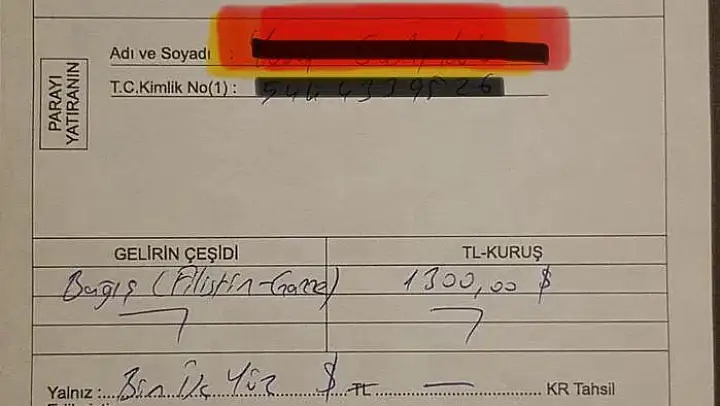 Adı ve Soyadı :
T.C.Kimlik No(1) :
PARAYI
YATIRANIN
GELİRİN ÇEŞİDİ TL-KURUŞ
Bağış (Filistin-Gazze) 1300,00 $
Yalnız :... Bin Üç Yüz $ TL — KR Tahsil